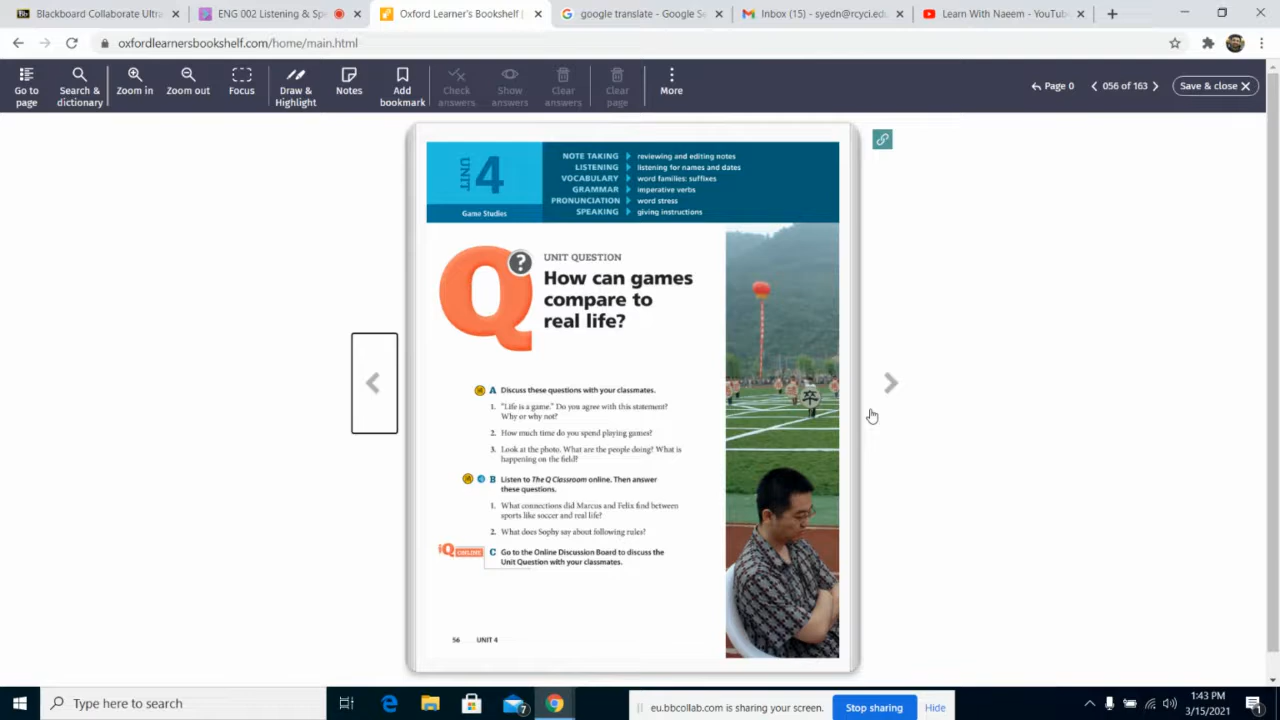 Blackboard Collaborate Ultra
ENG102 Listening & Sp
Oxford Learner's Bookshelf |
google translate - Google Se
Inbox (15) - syedn@rcyci.edu.
Learn With Naeem - YouTube
oxfordlearnersbookshelf.com/home/main.html
Go to page
Search & dictionary
Zoom in
Zoom out
Focus
Draw & Highlight
Notes
Add bookmark
Check answers
Show answers
Clear answers
Clear page
More
Page 0
056 of 163
Save & close X
UNIT 4
Game Studies
NOTE TAKING reviewing and editing notes
LISTENING listening for names and dates
VOCABULARY word families: suffixes
GRAMMAR imperative verbs
PRONUNCIATION word stress
SPEAKING giving instructions
Q ?
UNIT QUESTION
How can games
compare to
real life?
A Discuss these questions with your classmates.
1. "Life is a game." Do you agree with this statement?
Why or why not?
2. How much time do you spend playing games?
3. Look at the photo. What are the people doing? What is
happening on the field?
B Listen to The Q Classroom online. Then answer
these questions.
1. What connections did Marcus and Felix find between
sports like soccer and real life?
2. What does Sophy say about following rules?
iQ ONLINE C Go to the Online Discussion Board to discuss the
Unit Question with your classmates.
卒
56 UNIT 4
Type here to search
7
eu.bbcollab.com is sharing your screen.
Stop sharing
Hide
1:43 PM
3/15/2021
1